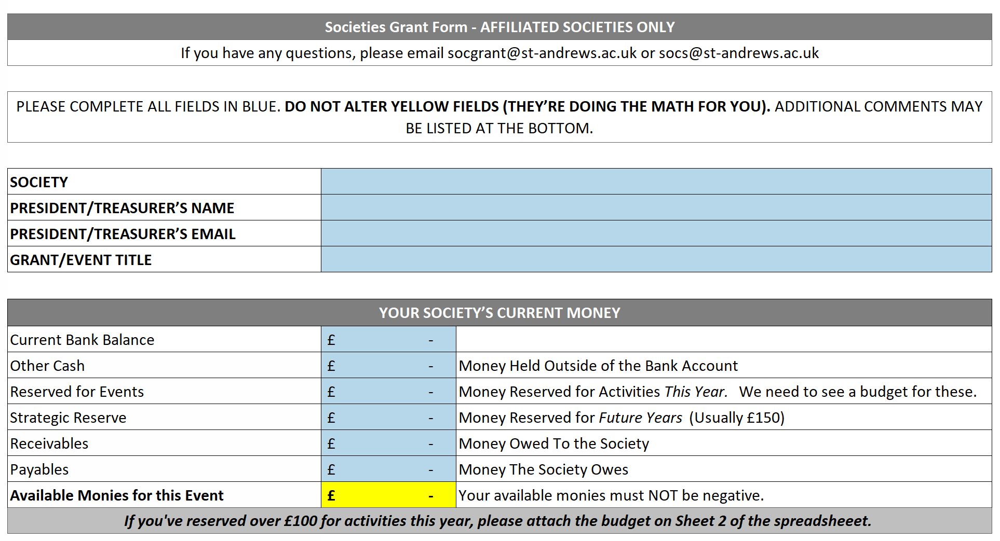 Societies Grant Form - AFFILIATED SOCIETIES ONLY
If you have any questions, please email socgrant@st-andrews.ac.uk or socs@st-andrews.ac.uk
PLEASE COMPLETE ALL FIELDS IN BLUE. DO NOT ALTER YELLOW FIELDS (THEY’RE DOING THE MATH FOR YOU). ADDITIONAL COMMENTS MAY
BE LISTED AT THE BOTTOM.
SOCIETY
PRESIDENT/TREASURER’S NAME
PRESIDENT/TREASURER’S EMAIL
GRANT/EVENT TITLE
YOUR SOCIETY’S CURRENT MONEY
Current Bank Balance £ -
Other Cash £ - Money Held Outside of the Bank Account
Reserved for Events £ - Money Reserved for Activities This Year. We need to see a budget for these.
Strategic Reserve £ - Money Reserved for Future Years (Usually £150)
Receivables £ - Money Owed To the Society
Payables £ - Money The Society Owes
Available Monies for this Event £ - Your available monies must NOT be negative.
If you've reserved over £100 for activities this year, please attach the budget on Sheet 2 of the spreadsheeet.